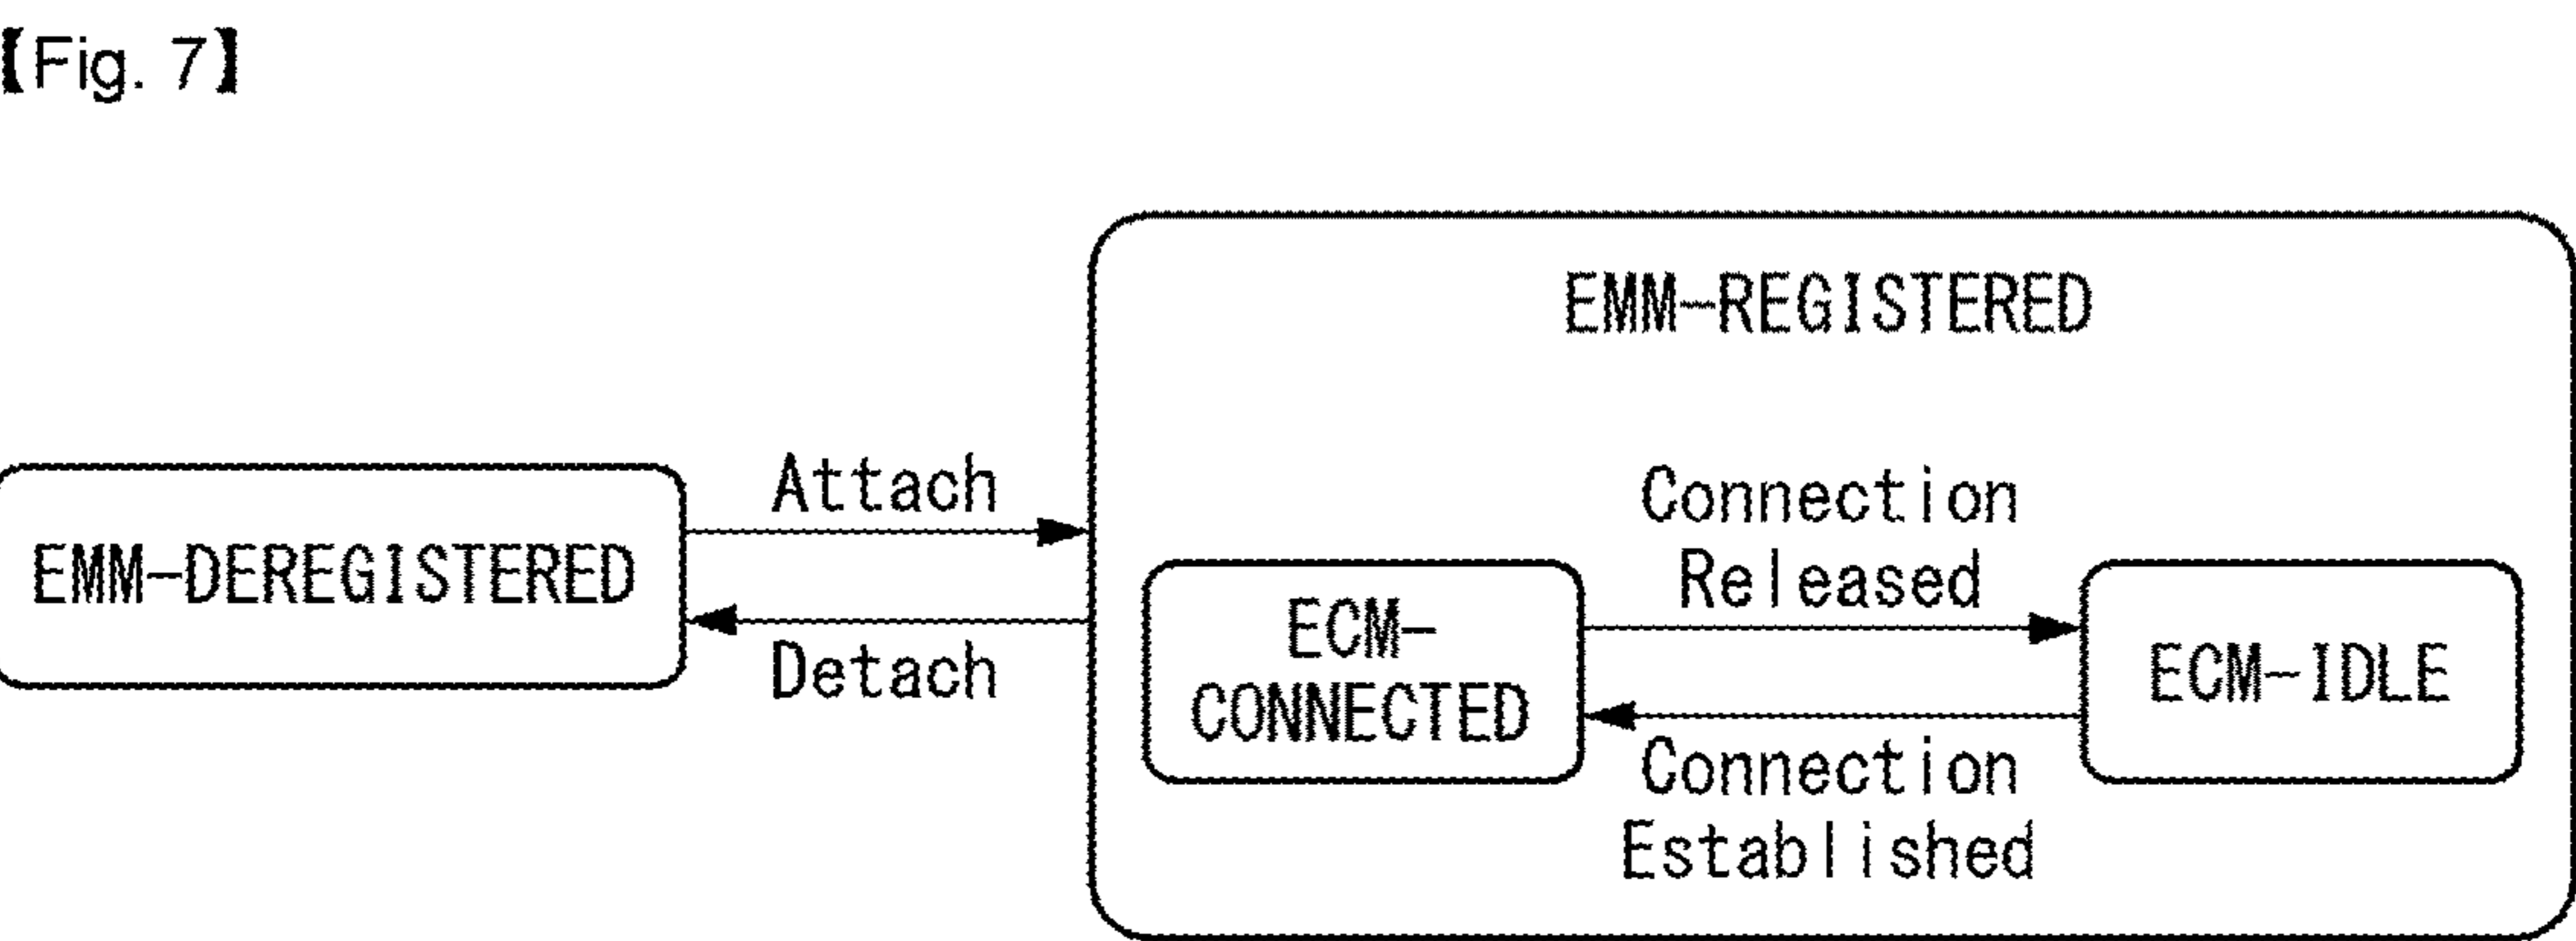 【Fig. 7】
EMM-REGISTERED
Attach
EMM-DEREGISTERED
Detach
Connection
Released
ECM-
CONNECTED
ECM-IDLE
Connection
Established